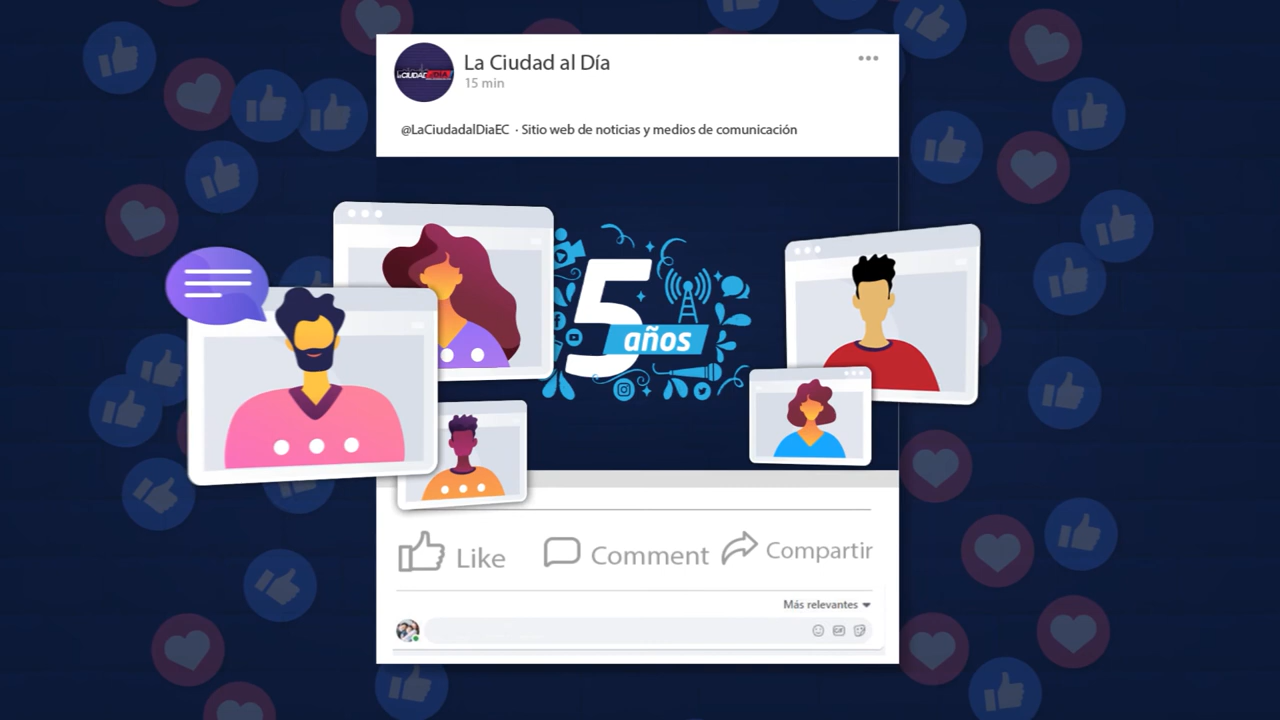 La Ciudad al Día
15 min
@LaCiudadalDiaEC · Sitio web de noticias y medios de comunicación
5
años
Like
Comment
Compartir
Más relevantes
GIF